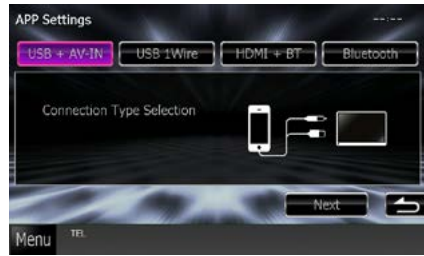 APP Settings
--:--
USB + AV-IN
USB 1Wire
HDMI + BT
Bluetooth
Connection Type Selection
Next
Menu
TEL